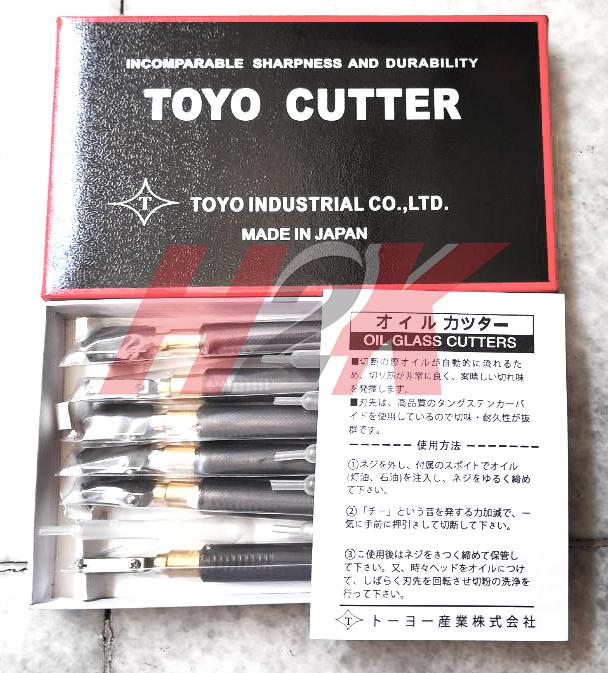 INCOMPARABLE SHARPNESS AND DURABILITY
TOYO CUTTER
T
TOYO INDUSTRIAL CO.,LTD.
MADE IN JAPAN
H2K
オイルカッター
OIL GLASS CUTTERS
■切断の際オイルが自動的に流れるた
め、切り筋が非常に良く、素晴しい切れ味
を発揮します。
■刃先は、高品質のタングステンカーバ
イドを使用しているので切味・耐久性が抜
群です。
使用方法
①ネジを外し、付属のスポイトでオイル
(灯油、石油)を注入し、ネジをゆるく締め
て下さい。
②「チー」という音を発する力加減で、一
気に手前に押引きして切断して下さい。
③ご使用後はネジをきつく締めて保管し
て下さい。又、時々ヘッドをオイルにつけ
て、しばらく刃先を回転させ切粉の洗浄を
行って下さい。
T
トーヨー産業株式会社